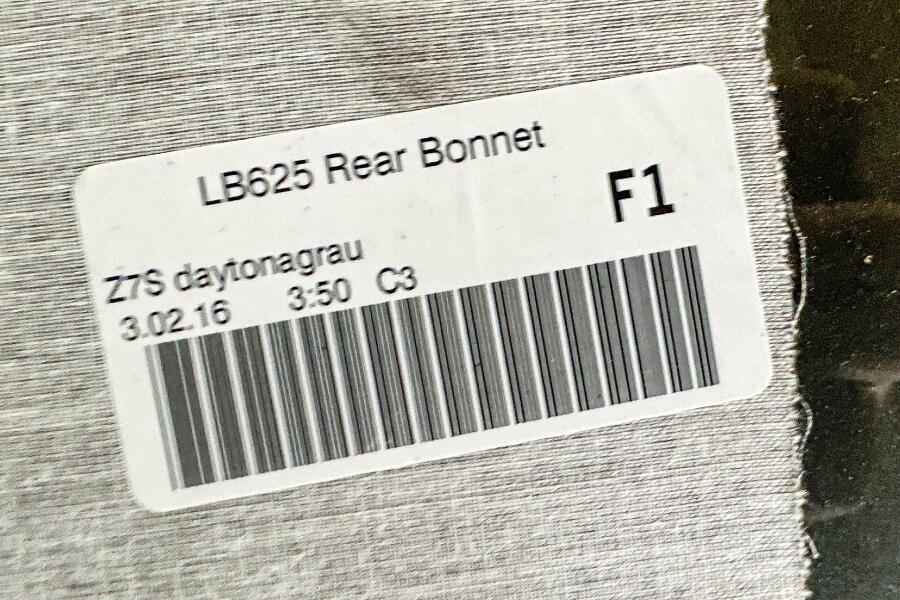 LB625 Rear Bonnet
F1
Z7S daytonagrau
3.02.16 3:50 C3